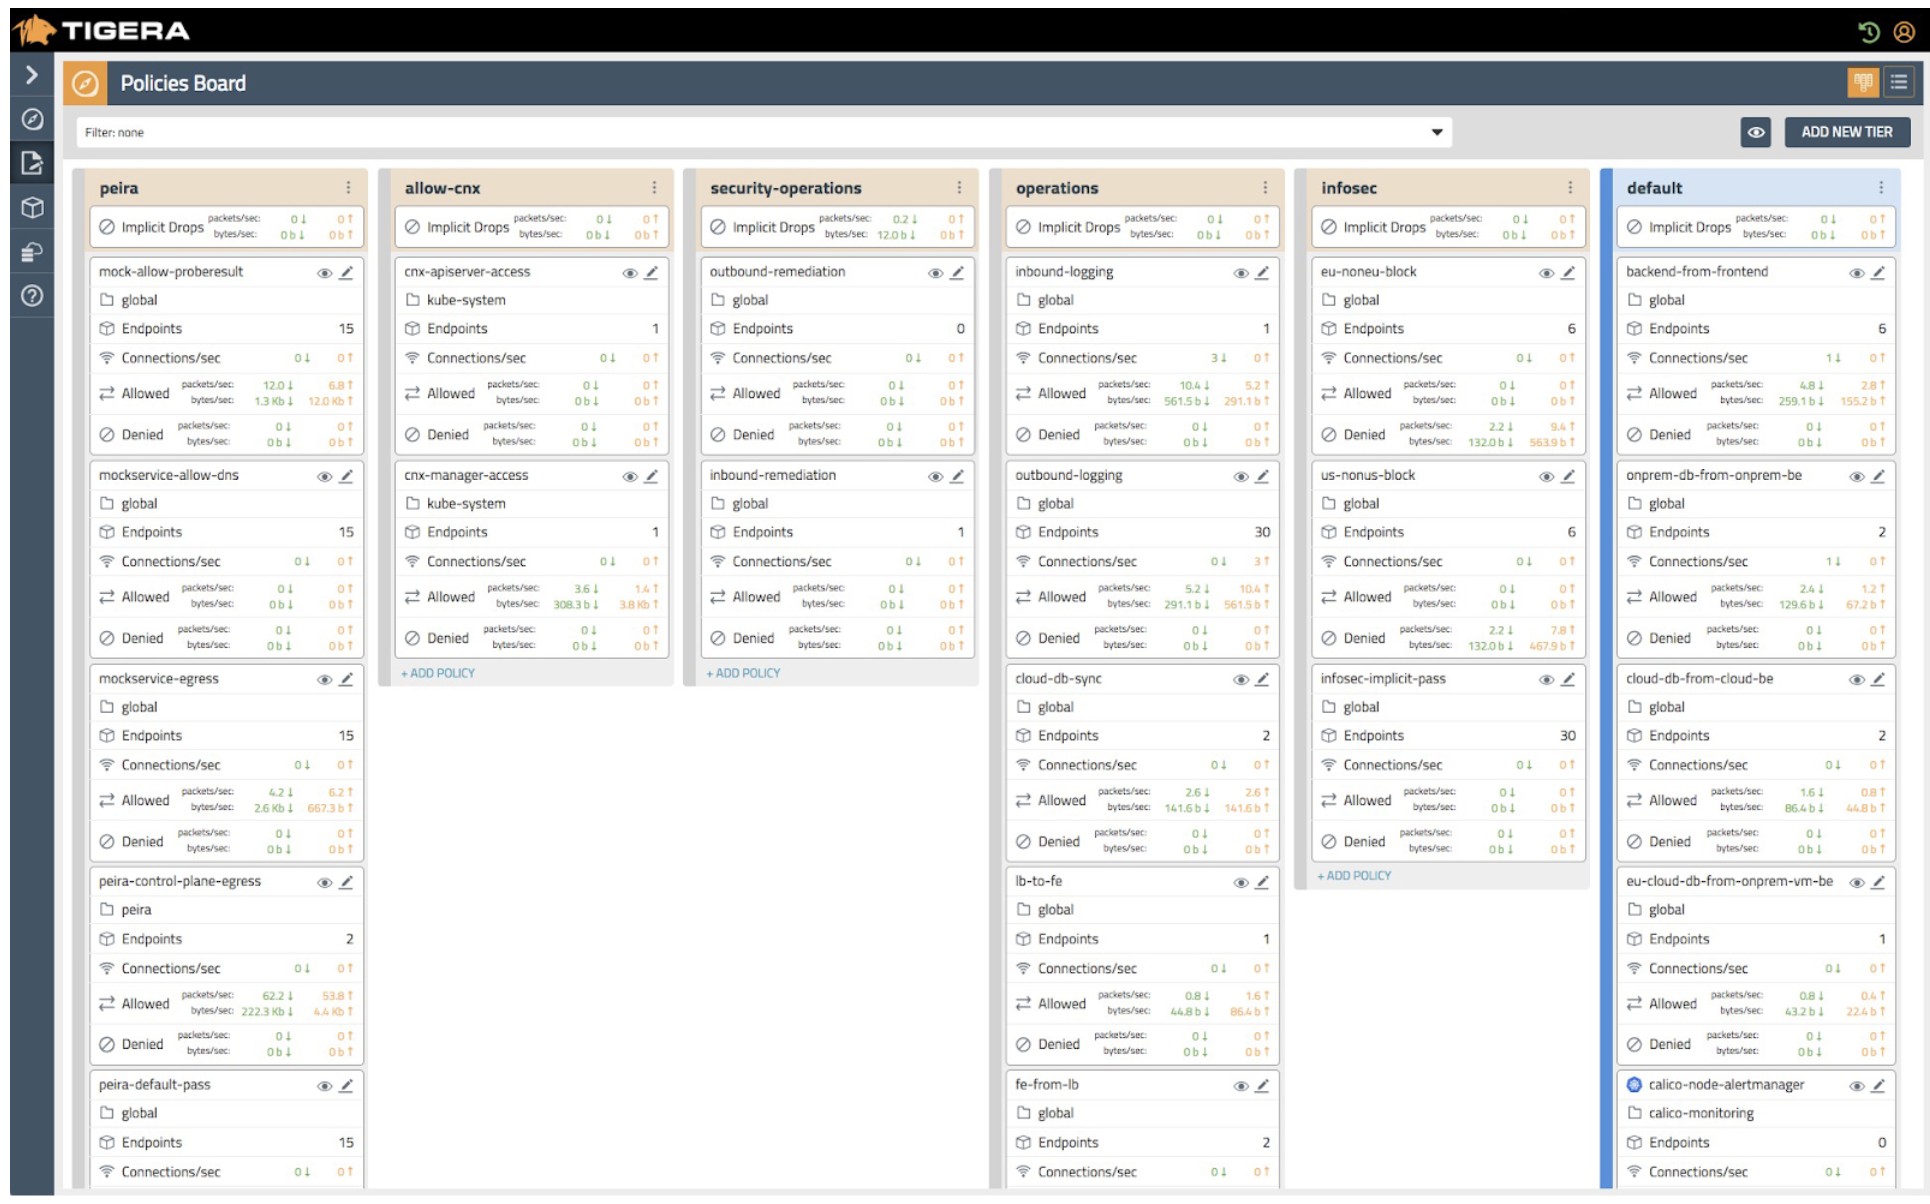 TIGERA
Policies Board
Filter: none
ADD NEW TIER
peira
Implicit Drops packets/sec: 0 ↓ 0 ↑
bytes/sec: 0 b ↓ 0 b ↑
mock-allow-proberesult
global
Endpoints 15
Connections/sec 0 ↓ 0 ↑
Allowed packets/sec: 12.0 ↓ 6.8 ↑
bytes/sec: 1.3 Kb ↓ 12.0 Kb ↑
Denied packets/sec: 0 ↓ 0 ↑
bytes/sec: 0 b ↓ 0 b ↑
mockservice-allow-dns
global
Endpoints 15
Connections/sec 0 ↓ 0 ↑
Allowed packets/sec: 0 ↓ 0 ↑
bytes/sec: 0 b ↓ 0 b ↑
Denied packets/sec: 0 ↓ 0 ↑
bytes/sec: 0 b ↓ 0 b ↑
mockservice-egress
global
Endpoints 15
Connections/sec 0 ↓ 0 ↑
Allowed packets/sec: 4.2 ↓ 6.2 ↑
bytes/sec: 2.6 Kb ↓ 667.3 b ↑
Denied packets/sec: 0 ↓ 0 ↑
bytes/sec: 0 b ↓ 0 b ↑
peira-control-plane-egress
peira
Endpoints 2
Connections/sec 0 ↓ 0 ↑
Allowed packets/sec: 62.2 ↓ 53.8 ↑
bytes/sec: 222.3 Kb ↓ 4.4 Kb ↑
Denied packets/sec: 0 ↓ 0 ↑
bytes/sec: 0 b ↓ 0 b ↑
peira-default-pass
global
Endpoints 15
Connections/sec 0 ↓ 0 ↑
allow-cnx
Implicit Drops packets/sec: 0 ↓ 0 ↑
bytes/sec: 0 b ↓ 0 b ↑
cnx-apiserver-access
kube-system
Endpoints 1
Connections/sec 0 ↓ 0 ↑
Allowed packets/sec: 0 ↓ 0 ↑
bytes/sec: 0 b ↓ 0 b ↑
Denied packets/sec: 0 ↓ 0 ↑
bytes/sec: 0 b ↓ 0 b ↑
cnx-manager-access
kube-system
Endpoints 1
Connections/sec 0 ↓ 0 ↑
Allowed packets/sec: 3.6 ↓ 1.4 ↑
bytes/sec: 308.3 b ↓ 3.8 Kb ↑
Denied packets/sec: 0 ↓ 0 ↑
bytes/sec: 0 b ↓ 0 b ↑
+ ADD POLICY
security-operations
Implicit Drops packets/sec: 0.2 ↓ 0 ↑
bytes/sec: 12.0 b ↓ 0 b ↑
outbound-remediation
global
Endpoints 0
Connections/sec 0 ↓ 0 ↑
Allowed packets/sec: 0 ↓ 0 ↑
bytes/sec: 0 b ↓ 0 b ↑
Denied packets/sec: 0 ↓ 0 ↑
bytes/sec: 0 b ↓ 0 b ↑
inbound-remediation
global
Endpoints 1
Connections/sec 0 ↓ 0 ↑
Allowed packets/sec: 0 ↓ 0 ↑
bytes/sec: 0 b ↓ 0 b ↑
Denied packets/sec: 0 ↓ 0 ↑
bytes/sec: 0 b ↓ 0 b ↑
+ ADD POLICY
operations
Implicit Drops packets/sec: 0 ↓ 0 ↑
bytes/sec: 0 b ↓ 0 b ↑
inbound-logging
global
Endpoints 1
Connections/sec 3 ↓ 0 ↑
Allowed packets/sec: 10.4 ↓ 5.2 ↑
bytes/sec: 561.5 b ↓ 291.1 b ↑
Denied packets/sec: 0 ↓ 0 ↑
bytes/sec: 0 b ↓ 0 b ↑
outbound-logging
global
Endpoints 30
Connections/sec 0 ↓ 3 ↑
Allowed packets/sec: 5.2 ↓ 10.4 ↑
bytes/sec: 291.1 b ↓ 561.5 b ↑
Denied packets/sec: 0 ↓ 0 ↑
bytes/sec: 0 b ↓ 0 b ↑
cloud-db-sync
global
Endpoints 2
Connections/sec 0 ↓ 0 ↑
Allowed packets/sec: 2.6 ↓ 2.6 ↑
bytes/sec: 141.6 b ↓ 141.6 b ↑
Denied packets/sec: 0 ↓ 0 ↑
bytes/sec: 0 b ↓ 0 b ↑
lb-to-fe
global
Endpoints 1
Connections/sec 0 ↓ 0 ↑
Allowed packets/sec: 0.8 ↓ 1.6 ↑
bytes/sec: 44.8 b ↓ 86.4 b ↑
Denied packets/sec: 0 ↓ 0 ↑
bytes/sec: 0 b ↓ 0 b ↑
fe-from-lb
global
Endpoints 2
Connections/sec 0 ↓ 0 ↑
infosec
Implicit Drops packets/sec: 0 ↓ 0 ↑
bytes/sec: 0 b ↓ 0 b ↑
eu-noneu-block
global
Endpoints 6
Connections/sec 0 ↓ 0 ↑
Allowed packets/sec: 0 ↓ 0 ↑
bytes/sec: 0 b ↓ 0 b ↑
Denied packets/sec: 2.2 ↓ 9.4 ↑
bytes/sec: 132.0 b ↓ 563.9 b ↑
us-nonus-block
global
Endpoints 6
Connections/sec 0 ↓ 0 ↑
Allowed packets/sec: 0 ↓ 0 ↑
bytes/sec: 0 b ↓ 0 b ↑
Denied packets/sec: 2.2 ↓ 7.8 ↑
bytes/sec: 132.0 b ↓ 467.9 b ↑
infosec-implicit-pass
global
Endpoints 30
Connections/sec 0 ↓ 0 ↑
Allowed packets/sec: 0 ↓ 0 ↑
bytes/sec: 0 b ↓ 0 b ↑
Denied packets/sec: 0 ↓ 0 ↑
bytes/sec: 0 b ↓ 0 b ↑
+ ADD POLICY
default
Implicit Drops packets/sec: 0 ↓ 0 ↑
bytes/sec: 0 b ↓ 0 b ↑
backend-from-frontend
global
Endpoints 6
Connections/sec 1 ↓ 0 ↑
Allowed packets/sec: 4.8 ↓ 2.8 ↑
bytes/sec: 259.1 b ↓ 155.2 b ↑
Denied packets/sec: 0 ↓ 0 ↑
bytes/sec: 0 b ↓ 0 b ↑
onprem-db-from-onprem-be
global
Endpoints 2
Connections/sec 1 ↓ 0 ↑
Allowed packets/sec: 2.4 ↓ 1.2 ↑
bytes/sec: 129.6 b ↓ 67.2 b ↑
Denied packets/sec: 0 ↓ 0 ↑
bytes/sec: 0 b ↓ 0 b ↑
cloud-db-from-cloud-be
global
Endpoints 2
Connections/sec 0 ↓ 0 ↑
Allowed packets/sec: 1.6 ↓ 0.8 ↑
bytes/sec: 86.4 b ↓ 44.8 b ↑
Denied packets/sec: 0 ↓ 0 ↑
bytes/sec: 0 b ↓ 0 b ↑
eu-cloud-db-from-onprem-vm-be
global
Endpoints 1
Connections/sec 0 ↓ 0 ↑
Allowed packets/sec: 0.8 ↓ 0.4 ↑
bytes/sec: 43.2 b ↓ 22.4 b ↑
Denied packets/sec: 0 ↓ 0 ↑
bytes/sec: 0 b ↓ 0 b ↑
calico-node-alertmanager
calico-monitoring
Endpoints 0
Connections/sec 0 ↓ 0 ↑